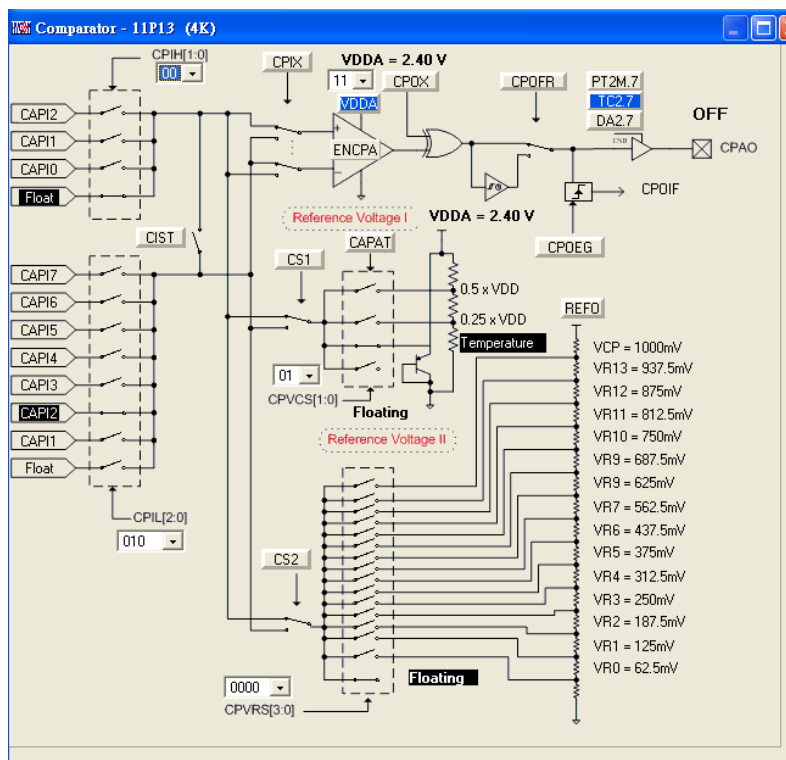 Comparator - 11P13 (4K)
CPIH[1:0]
00
CPIX
VDDA = 2.40 V
11
CPOX
CPOFR
PT2M.7
TC2.7
DA2.7
OFF
VDDA
ENCPA
CAPI2
CAPI1
CAPI0
Float
CPAO
CPOIF
CPOEG
CIST
Reference Voltage I
VDDA = 2.40 V
CS1
CAPAT
0.5 x VDD
0.25 x VDD
Temperature
01
CPVCS[1:0]
Floating
CAPI7
CAPI6
CAPI5
CAPI4
CAPI3
CAPI2
CAPI1
Float
CPIL[2:0]
010
REFO
VCP = 1000mV
VR13 = 937.5mV
VR12 = 875mV
VR11 = 812.5mV
VR10 = 750mV
VR9 = 687.5mV
VR9 = 625mV
VR7 = 562.5mV
VR6 = 437.5mV
VR5 = 375mV
VR4 = 312.5mV
VR3 = 250mV
VR2 = 187.5mV
VR1 = 125mV
VR0 = 62.5mV
Reference Voltage II
CS2
Floating
0000
CPVRS[3:0]